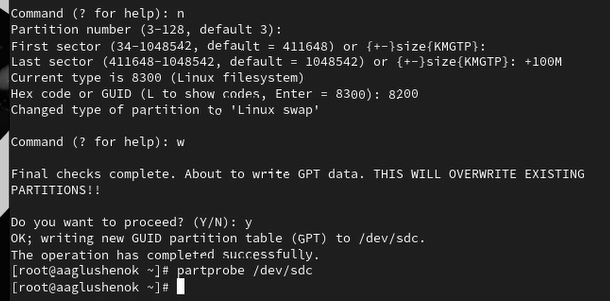 Command (? for help): n
Partition number (3-128, default 3):
First sector (34-1048542, default = 411648) or {+-}size{KMGTP}:
Last sector (411648-1048542, default = 1048542) or {+-}size{KMGTP}: +100M
Current type is 8300 (Linux filesystem)
Hex code or GUID (L to show codes, Enter = 8300): 8200
Changed type of partition to 'Linux swap'
Command (? for help): w
Final checks complete. About to write GPT data. THIS WILL OVERWRITE EXISTING
PARTITIONS!!
Do you want to proceed? (Y/N): y
OK; writing new GUID partition table (GPT) to /dev/sdc.
The operation has completed successfully.
[root@aaglushenok ~]# partprobe /dev/sdc
[root@aaglushenok ~]#